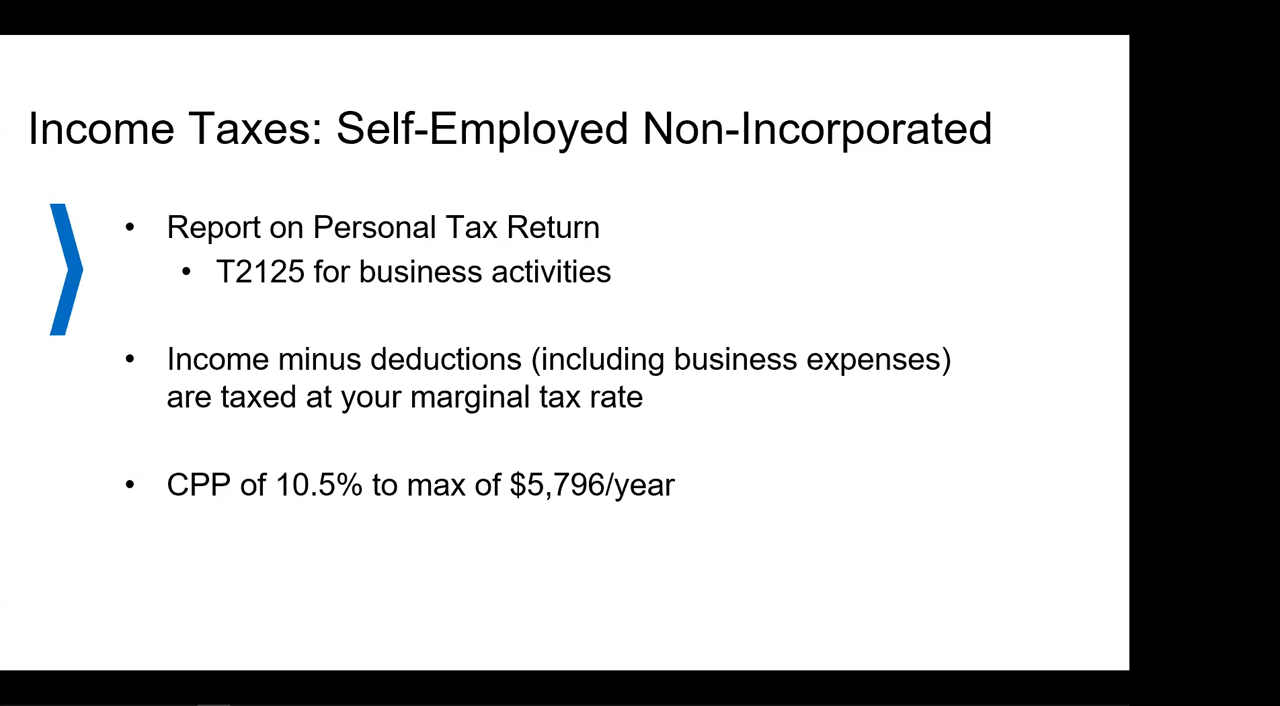 Income Taxes: Self-Employed Non-Incorporated
• Report on Personal Tax Return
• T2125 for business activities
• Income minus deductions (including business expenses)
are taxed at your marginal tax rate
• CPP of 10.5% to max of $5,796/year